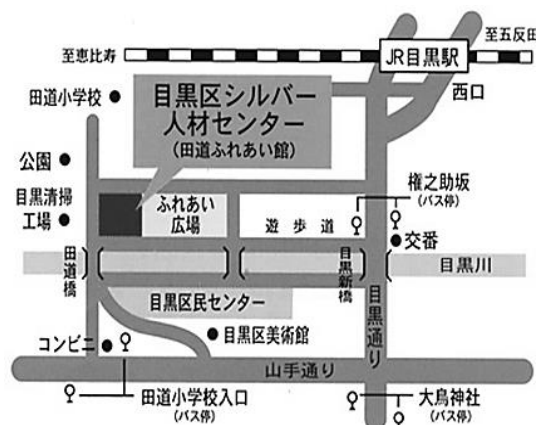 至五反田
至恵比寿
JR目黒駅
西口
田道小学校
目黒区シルバー
人材センター
(田道ふれあい館)
公園
目黒清掃
工場
ふれあい
広場
遊歩道
権之助坂
(バス停)
交番
田道橋
目黒新橋
目黒川
目黒区民センター
目黒通り
目黒区美術館
コンビニ
山手通り
田道小学校入口
(バス停)
大鳥神社
(バス停)